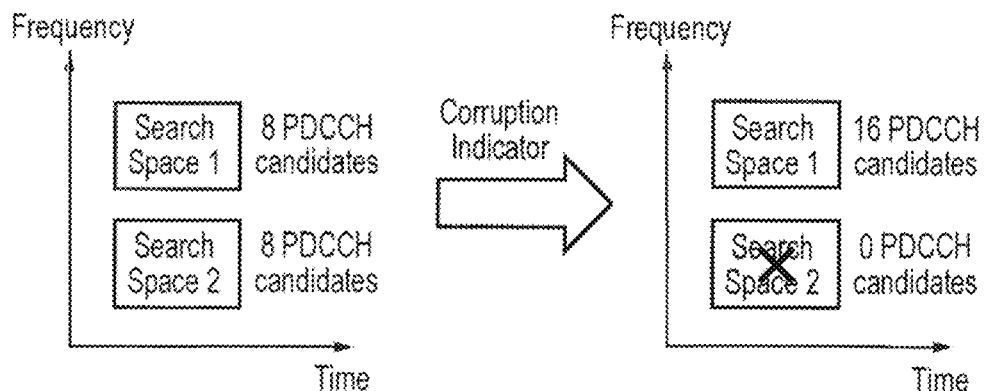 Frequency
Search
Space 1
8 PDCCH
candidates
Search
Space 2
8 PDCCH
candidates
Time
Corruption
Indicator
Frequency
Search
Space 1
16 PDCCH
candidates
Search
Space 2
0 PDCCH
candidates
Time